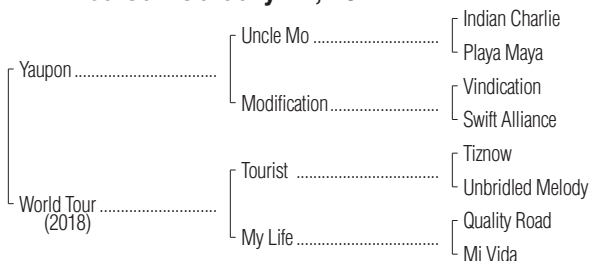 Indian Charlie
Uncle Mo
Playa Maya
Yaupon
Vindication
Modification
Swift Alliance
Tiznow
Tourist
Unbridled Melody
World Tour
(2018)
Quality Road
My Life
Mi Vida